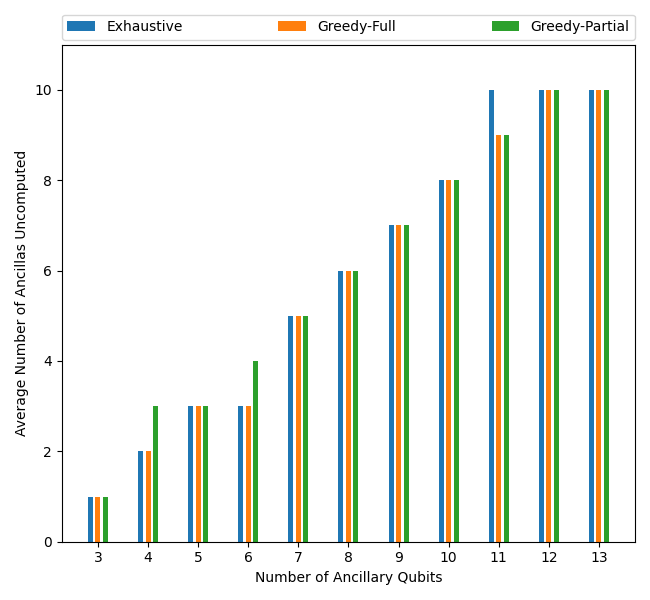 Exhaustive Greedy-Full Greedy-Partial
Average Number of Ancillas Uncomputed
10
8
6
4
2
0
3 4 5 6 7 8 9 10 11 12 13
Number of Ancillary Qubits